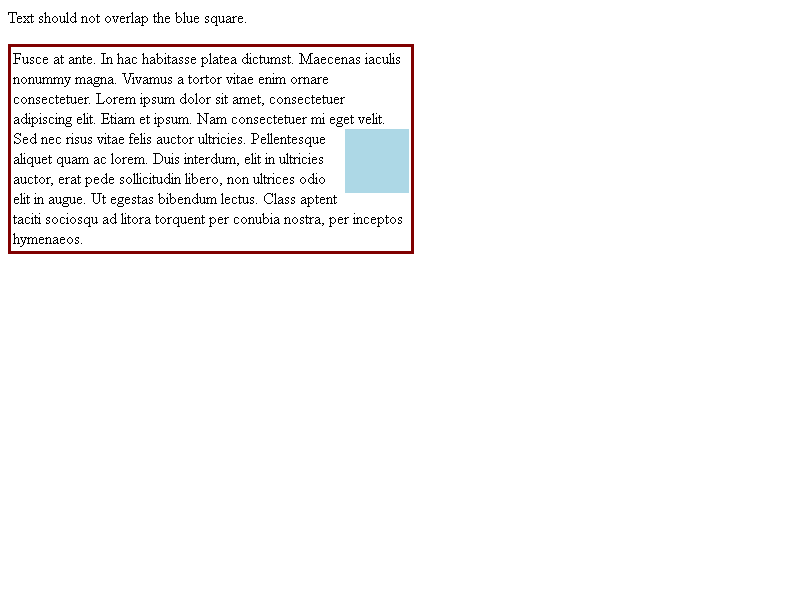 Text should not overlap the blue square.
Fusce at ante. In hac habitasse platea dictumst. Maecenas iaculis
nonummy magna. Vivamus a tortor vitae enim ornare
consectetuer. Lorem ipsum dolor sit amet, consectetuer
adipiscing elit. Etiam et ipsum. Nam consectetuer mi eget velit.
Sed nec risus vitae felis auctor ultricies. Pellentesque
aliquet quam ac lorem. Duis interdum, elit in ultricies
auctor, erat pede sollicitudin libero, non ultrices odio
elit in augue. Ut egestas bibendum lectus. Class aptent
taciti sociosqu ad litora torquent per conubia nostra, per inceptos
hymenaeos.